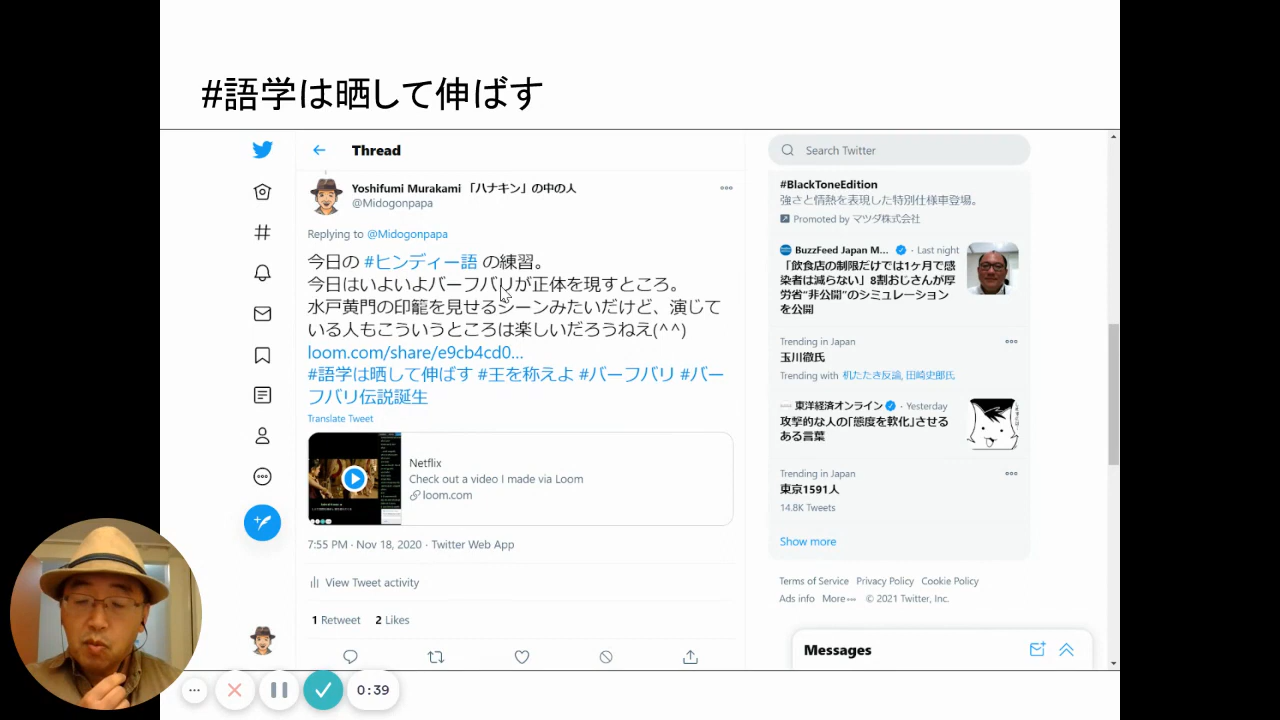 #語学は晒して伸ばす
Thread
Search Twitter
Yoshifumi Murakami 「ハナキン」の中の人
@Midogonpapa
Replying to @Midogonpapa
今日の #ヒンディー語 の練習。
今日はいよいよバーフバリが正体を現すところ。
水戸黄門の印籠を見せるシーンみたいだけど、演じて
いる人もこういうところは楽しいだろうねえ(^^)
loom.com/share/e9cb4cd0...
#語学は晒して伸ばす #王を称えよ #バーフバリ #バー
フバリ伝説誕生
Translate Tweet
Netflix
Check out a video I made via Loom
loom.com
7:55 PM · Nov 18, 2020 · Twitter Web App
View Tweet activity
1 Retweet 2 Likes
#BlackToneEdition
強さと情熱を表現した特別仕様車登場。
Promoted by マツダ株式会社
BuzzFeed Japan M... · Last night
「飲食店の制限だけでは1ヶ月で感
染者は減らない」 8割おじさんが厚
労省“非公開”のシミュレーション
を公開
Trending in Japan
玉川徹氏
Trending with 机たたき反論, 田崎史郎氏
東洋経済オンライン · Yesterday
攻撃的な人の「態度を軟化」させる
ある言葉
Trending in Japan
東京1591人
14.8K Tweets
Show more
Terms of Service Privacy Policy Cookie Policy
Ads info More ··· © 2021 Twitter, Inc.
Messages
0:39